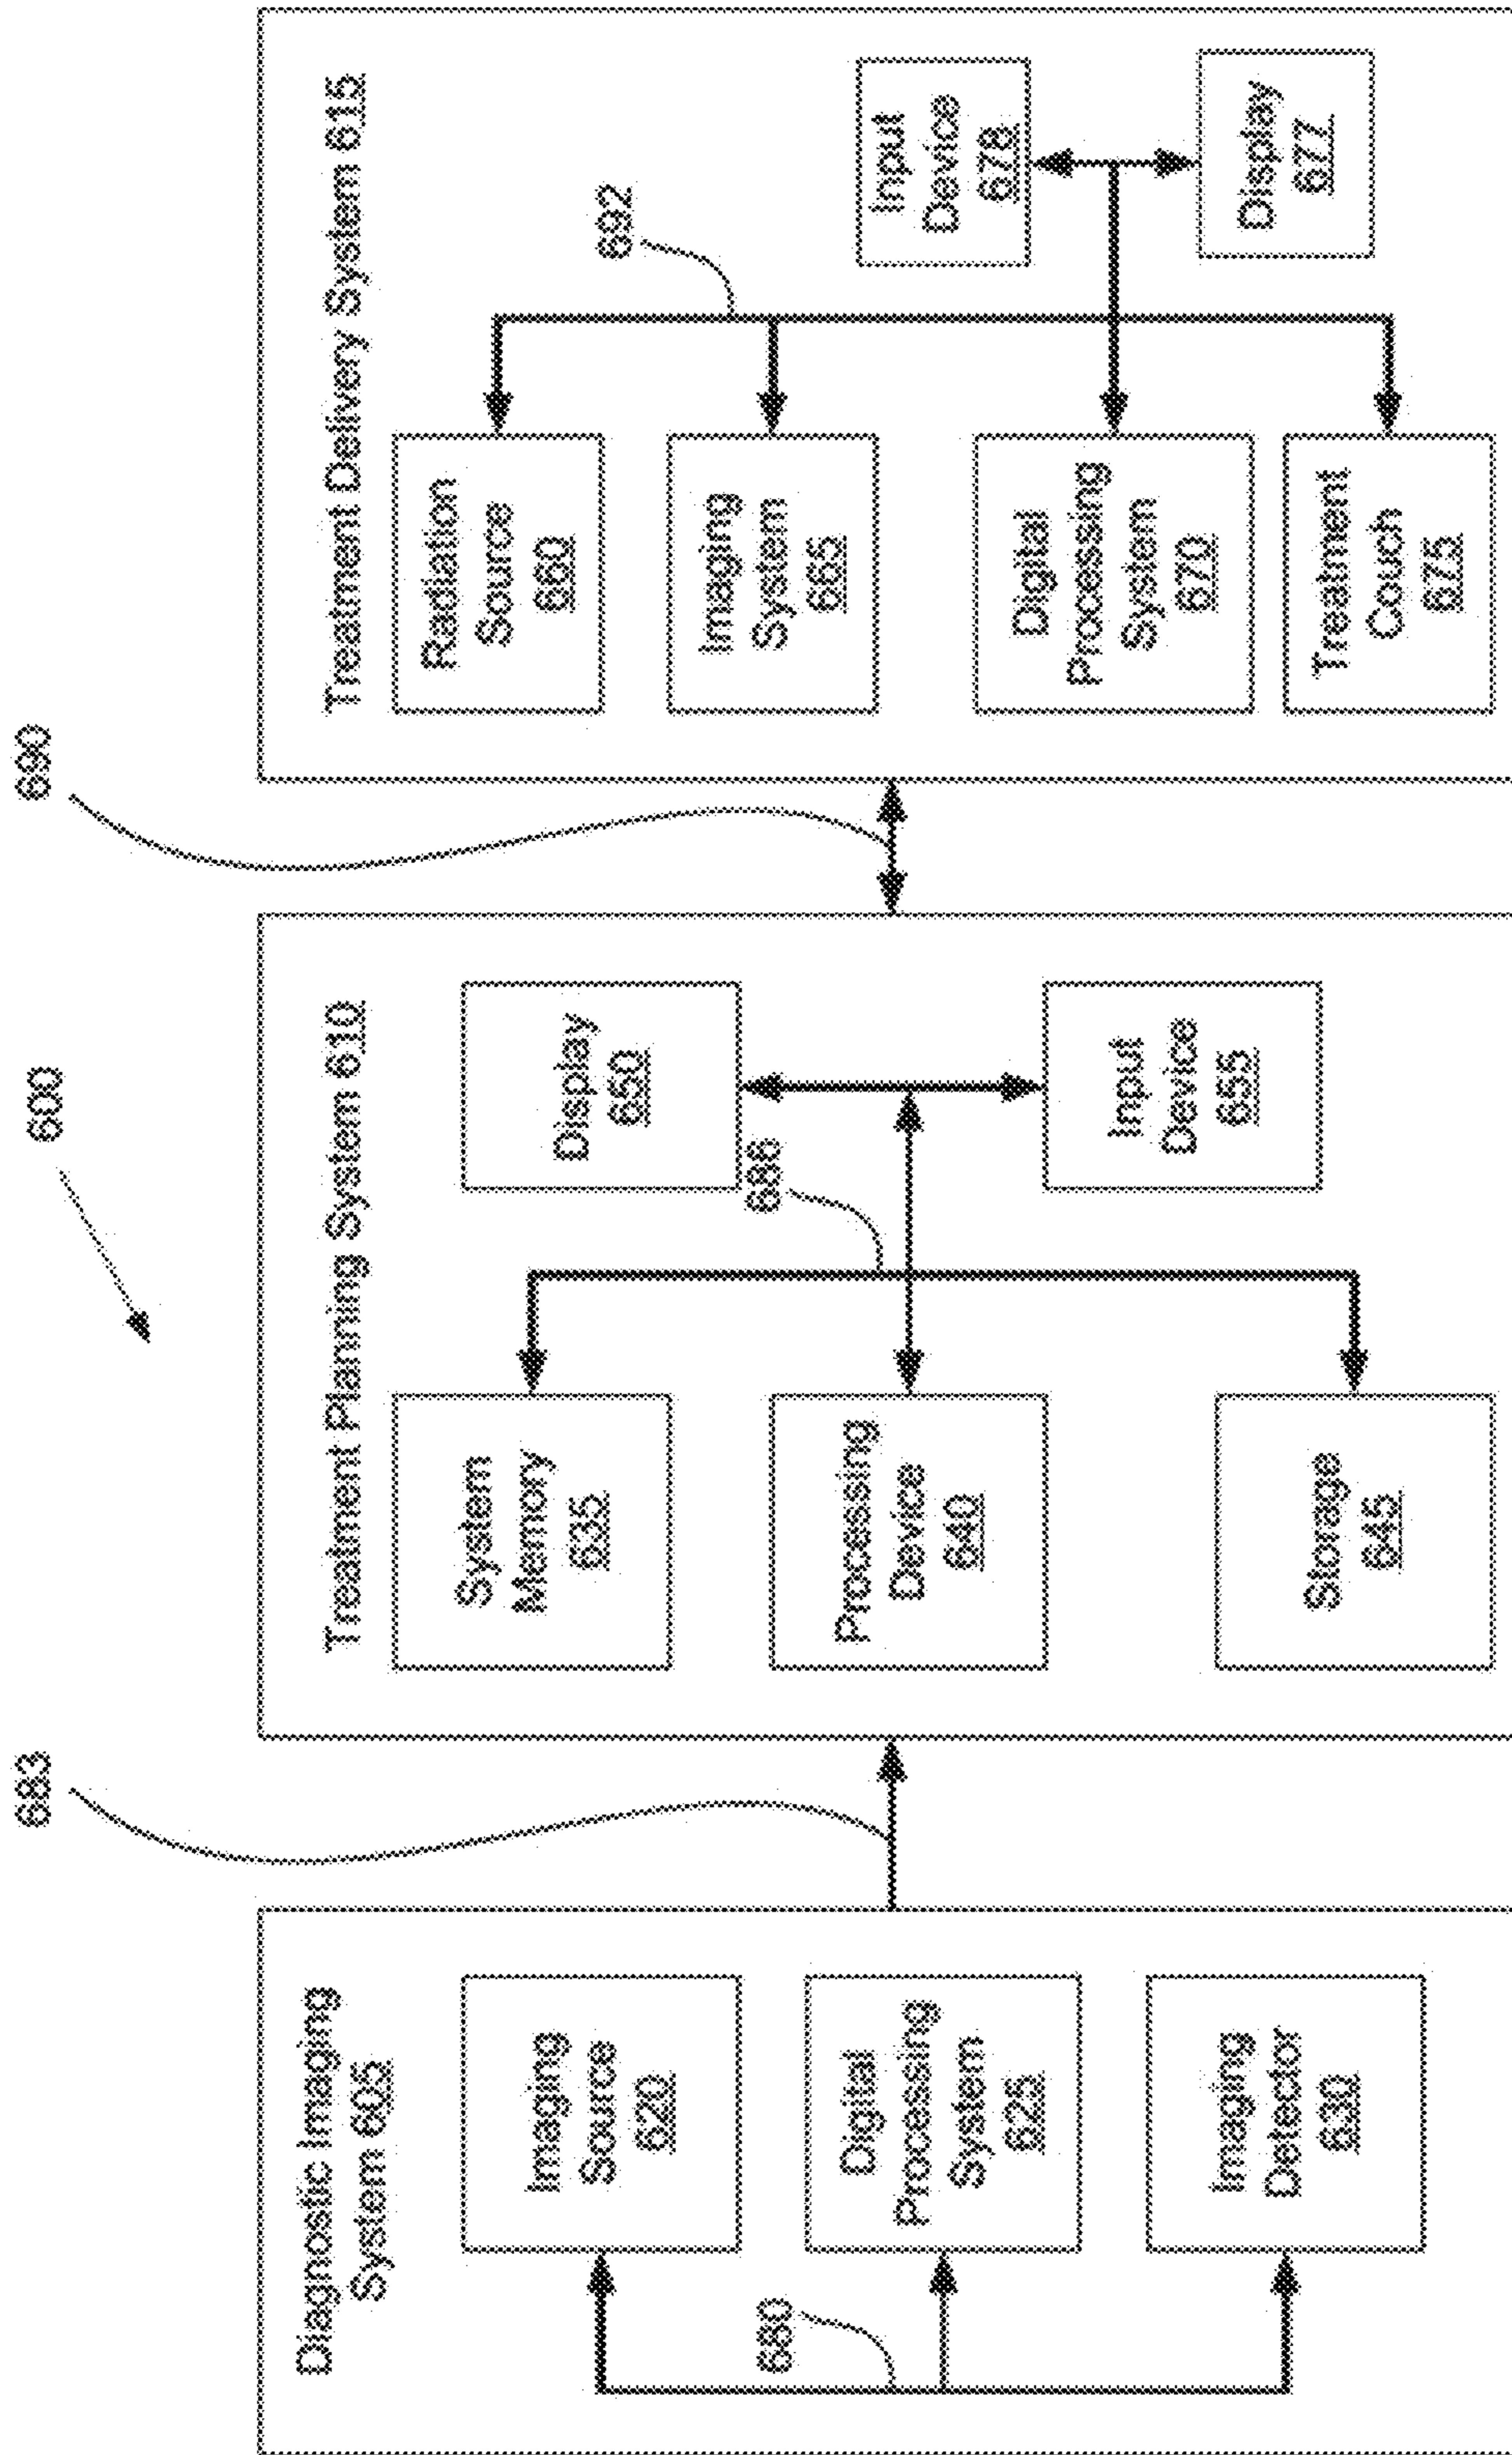 600
683
690
Diagnostic Imaging
System 605
Imaging
Source
620
Digital
Processing
System
625
Imaging
Detector
630
680
Treatment Planning System 610
System
Memory
635
Processing
Device
640
Storage
645
686
Display
650
Input
Device
655
Treatment Delivery System 615
Radiation
Source
660
Imaging
System
665
Digital
Processing
System
670
Treatment
Couch
675
692
Input
Device
678
Display
677